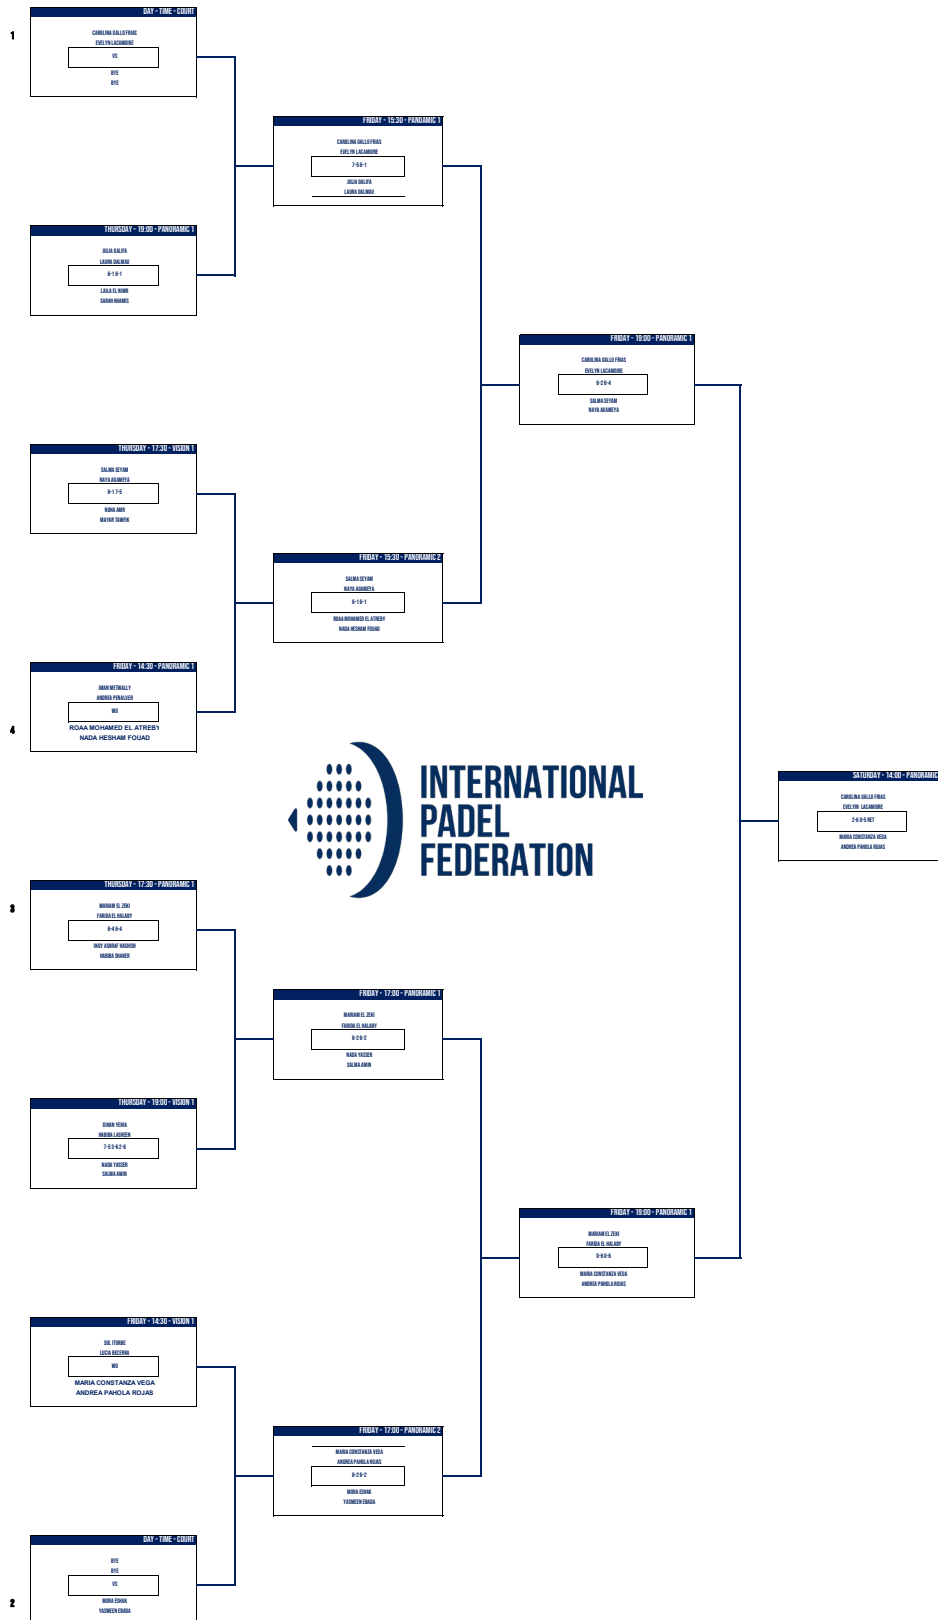 DAY - TIME - COURT
1
CAROLINA GALLO FRIAS
EVELYN LACAMOIRE
VS
BYE
BYE
FRIDAY - 15:30 - PANDAMIC 1
CAROLINA GALLO FRIAS
EVELYN LACAMOIRE
7-5 6-1
JULIA GALIFA
LAURA DALMAU
THURSDAY - 19:00 - PANORAMIC 1
JULIA GALIFA
LAURA DALMAU
6-1 6-1
LAILA EL NIMR
SARAH KHAMIS
FRIDAY - 19:00 - PANORAMIC 1
CAROLINA GALLO FRIAS
EVELYN LACAMOIRE
6-2 6-4
SALMA SEYAM
NAYA AGAMEYA
THURSDAY - 17:30 - VISION 1
SALMA SEYAM
NAYA AGAMEYA
6-1 7-5
NOHA AMR
MAYAR TAWFIK
FRIDAY - 15:30 - PANORAMIC 2
SALMA SEYAM
NAYA AGAMEYA
6-1 6-1
ROAA MOHAMED EL ATREBY
NADA HESHAM FOUAD
FRIDAY - 14:30 - PANORAMIC 1
IMAN METWALLY
ANDREA PENALVER
WO
4
ROAA MOHAMED EL ATREBY
NADA HESHAM FOUAD
INTERNATIONAL
PADEL
FEDERATION
SATURDAY - 14:00 - PANORAMIC
CAROLINA GALLO FRIAS
EVELYN LACAMOIRE
2-6 0-5 RET
MARIA CONSTANZA VEGA
ANDREA PAHOLA ROJAS
THURSDAY - 17:30 - PANORAMIC 1
3
MARIAM EL ZEKI
FARIDA EL HALABY
6-4 6-4
INGY ASHRAF HASHISH
HABIBA SHAKER
FRIDAY - 17:00 - PANORAMIC 1
MARIAM EL ZEKI
FARIDA EL HALABY
6-2 6-2
NADA YASSER
SALMA AMIN
THURSDAY - 19:00 - VISION 1
GIHAN YEHIA
HABIBA LASHEEN
7-5 3-6 2-6
NADA YASSER
SALMA AMIN
FRIDAY - 19:00 - PANORAMIC 1
MARIAM EL ZEKI
FARIDA EL HALABY
0-6 0-6
MARIA CONSTANZA VEGA
ANDREA PAHOLA ROJAS
FRIDAY - 14:30 - VISION 1
SOL ITURBE
LUCIA BECERRA
WO
MARIA CONSTANZA VEGA
ANDREA PAHOLA ROJAS
FRIDAY - 17:00 - PANORAMIC 2
MARIA CONSTANZA VEGA
ANDREA PAHOLA ROJAS
6-2 6-2
MORA ESHAK
YASMEEN EBADA
DAY - TIME - COURT
BYE
BYE
VS
2
MORA ESHAK
YASMEEN EBADA